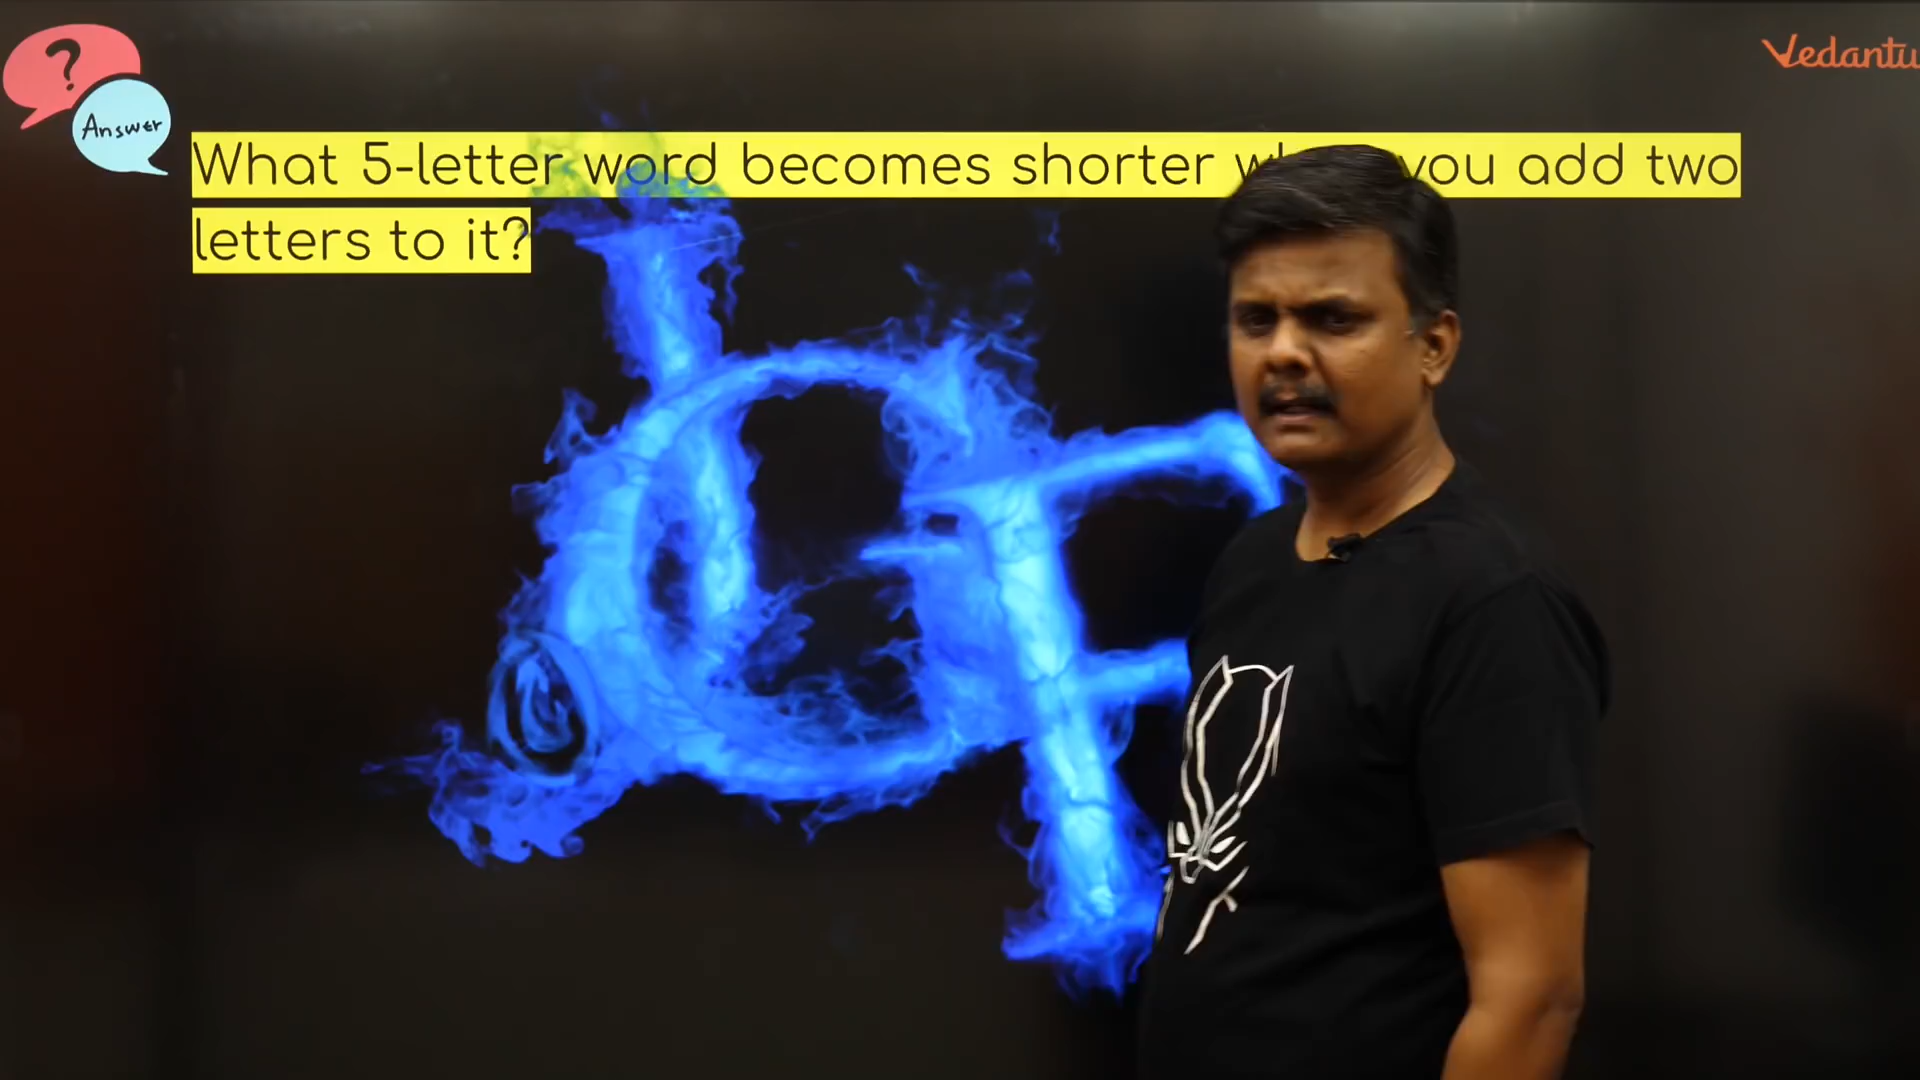 ?
Answer
Vedantu
What 5-letter word becomes shorter you add two
letters to it?